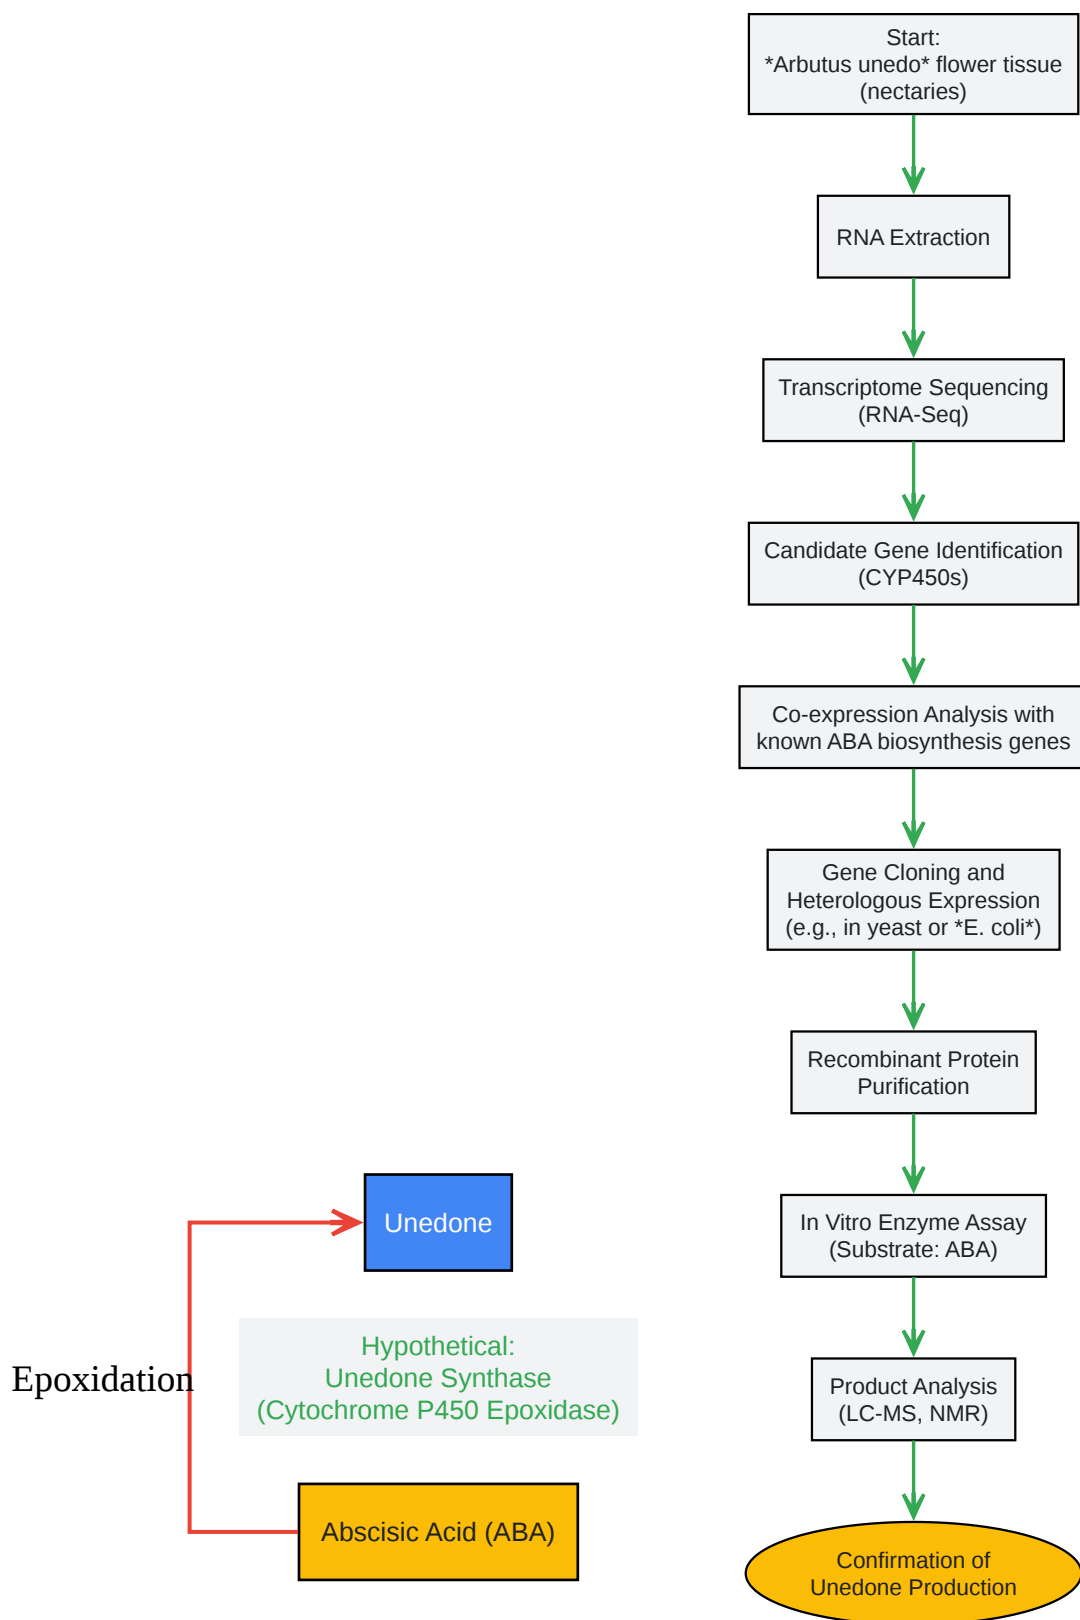 Start:
*Arbutus unedo* flower tissue
(nectaries)
RNA Extraction
Transcriptome Sequencing
(RNA-Seq)
Candidate Gene Identification
(CYP450s)
Co-expression Analysis with
known ABA biosynthesis genes
Gene Cloning and
Heterologous Expression
(e.g., in yeast or *E. coli*)
Recombinant Protein
Purification
In Vitro Enzyme Assay
(Substrate: ABA)
Product Analysis
(LC-MS, NMR)
Confirmation of
Unedone Production
Unedone
Hypothetical:
Unedone Synthase
(Cytochrome P450 Epoxidase)
Epoxidation
Abscisic Acid (ABA)